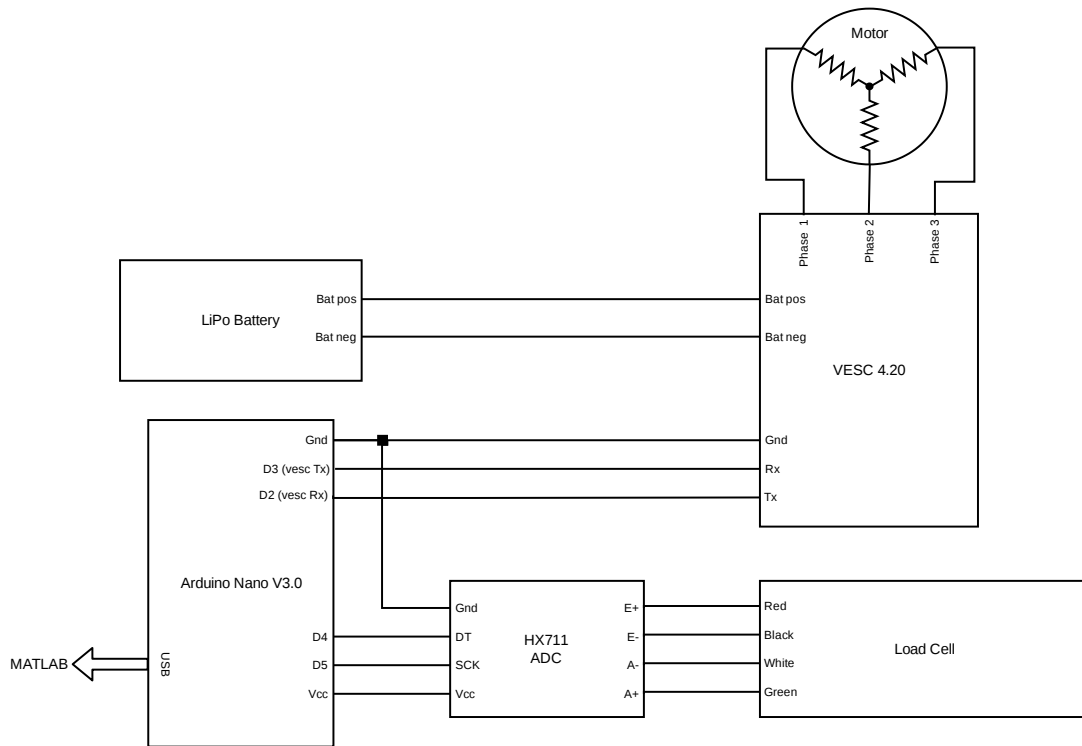 Motor
Phase 1
Phase 2
Phase 3
Bat pos
Bat neg
LiPo Battery
Bat pos
Bat neg
VESC 4.20
Gnd
Rx
Tx
Gnd
D3 (vesc Tx)
D2 (vesc Rx)
Arduino Nano V3.0
D4
D5
Vcc
USB
MATLAB
Gnd
DT
SCK
Vcc
HX711
ADC
E+
E-
A-
A+
Red
Black
White
Green
Load Cell